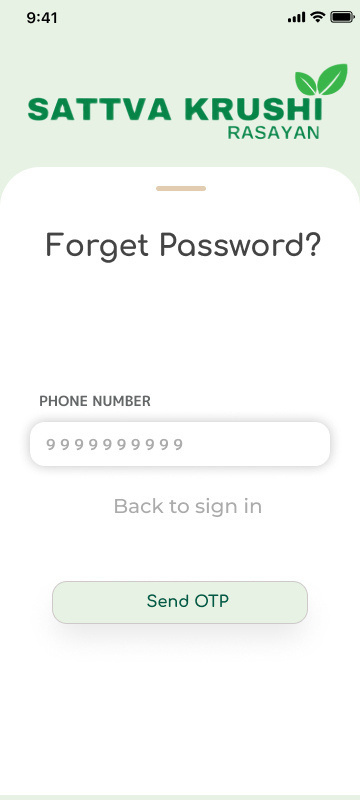 9:41
SATTVA KRUSHI
RASAYAN
Forget Password?
PHONE NUMBER
9999999999
Back to sign in
Send OTP